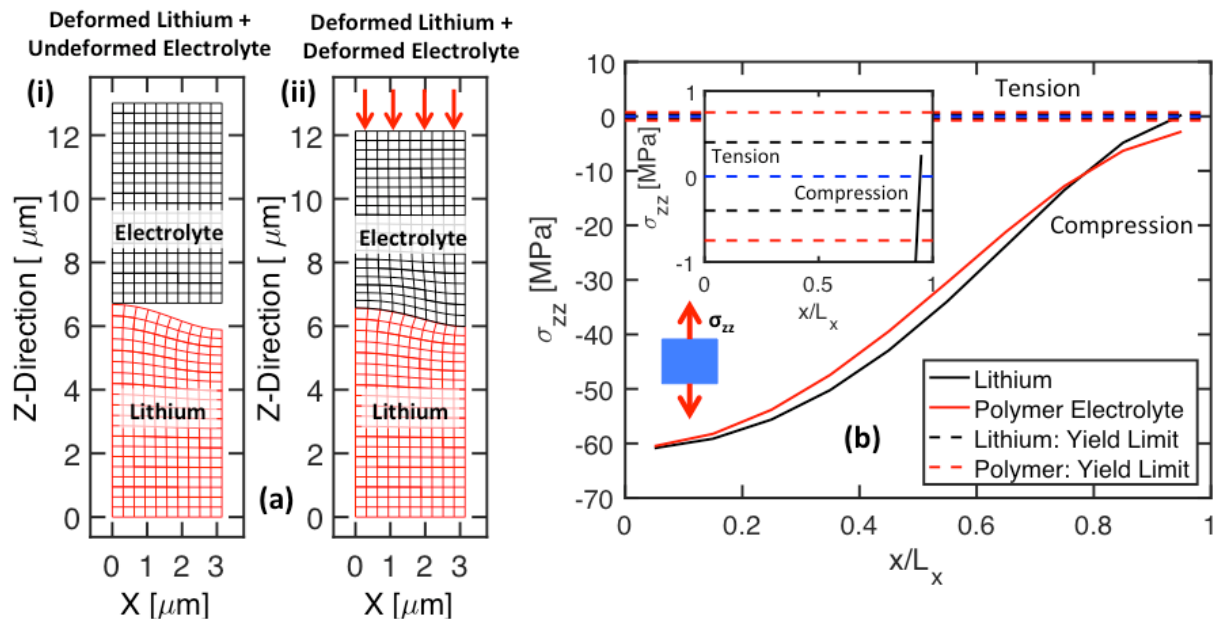 Deformed Lithium +
Undeformed Electrolyte
Deformed Lithium +
Deformed Electrolyte
(i)
(ii)
Z-Direction [ μm]
12
10
8
6
4
2
0
Electrolyte
Lithium
0 1 2 3
X [μm]
(a)
Z-Direction [ μm]
12
10
8
6
4
2
0
Electrolyte
Lithium
0 1 2 3
X [μm]
σzz [MPa]
10
0
-10
-20
-30
-40
-50
-60
-70
Tension
Compression
1
0
-1
σzz [MPa]
Tension
Compression
0 0.5 1
x/Lx
σzz
(b)
Lithium
Polymer Electrolyte
Lithium: Yield Limit
Polymer: Yield Limit
0 0.2 0.4 0.6 0.8 1
x/Lx